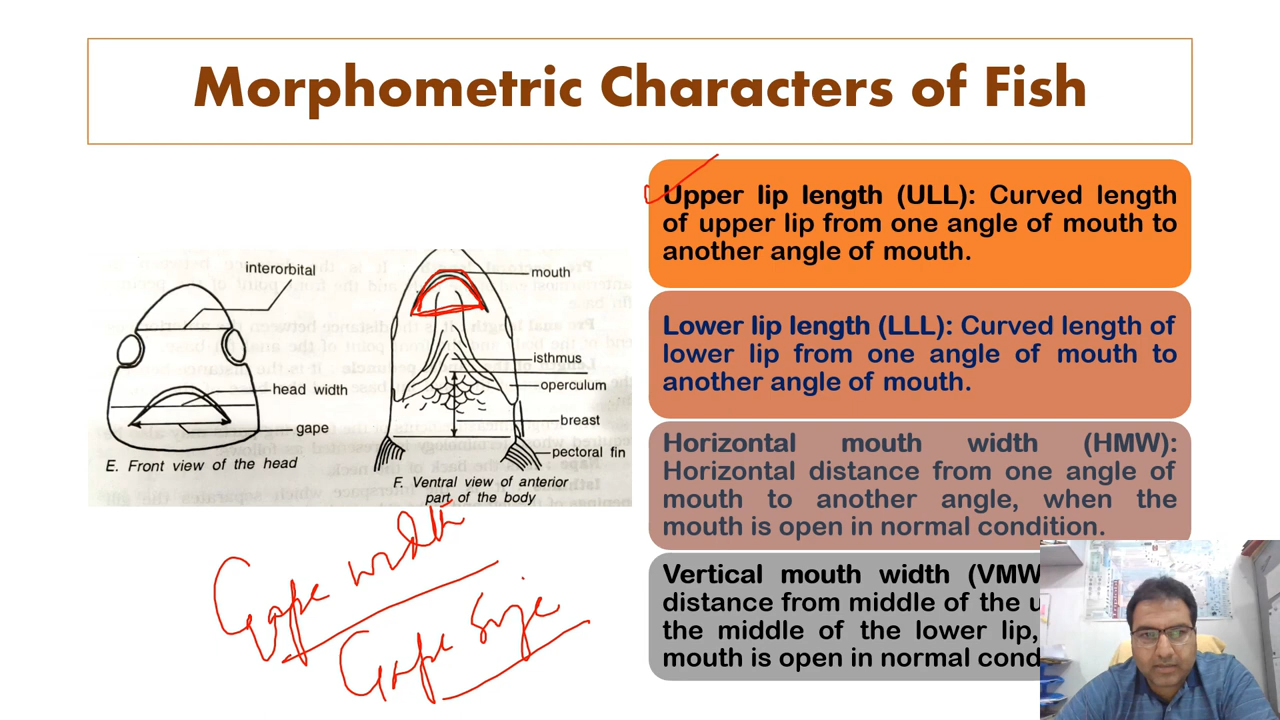 Morphometric Characters of Fish
interorbital
head width
gape
E. Front view of the head
mouth
isthmus
operculum
breast
pectoral fin
F. Ventral view of anterior
part of the body
Gape width
Gape Size
Upper lip length (ULL): Curved length
of upper lip from one angle of mouth to
another angle of mouth.
Lower lip length (LLL): Curved length of
lower lip from one angle of mouth to
another angle of mouth.
Horizontal mouth width (HMW):
Horizontal distance from one angle of
mouth to another angle, when the
mouth is open in normal condition.
Vertical mouth width (VMW
distance from middle of the u
the middle of the lower lip,
mouth is open in normal cond